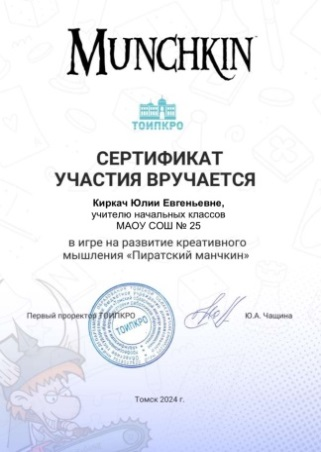 MUNCHKIN
ТОИПКРО
СЕРТИФИКАТ
УЧАСТИЯ ВРУЧАЕТСЯ
Киркач Юлии Евгеньевне,
учителю начальных классов
МАОУ СОШ № 25
в игре на развитие креативного
мышления «Пиратский манчкин»
Первый проректор ТОИПКРО
ТОИПКРО
Ю.А. Чащина
Томск 2024 г.